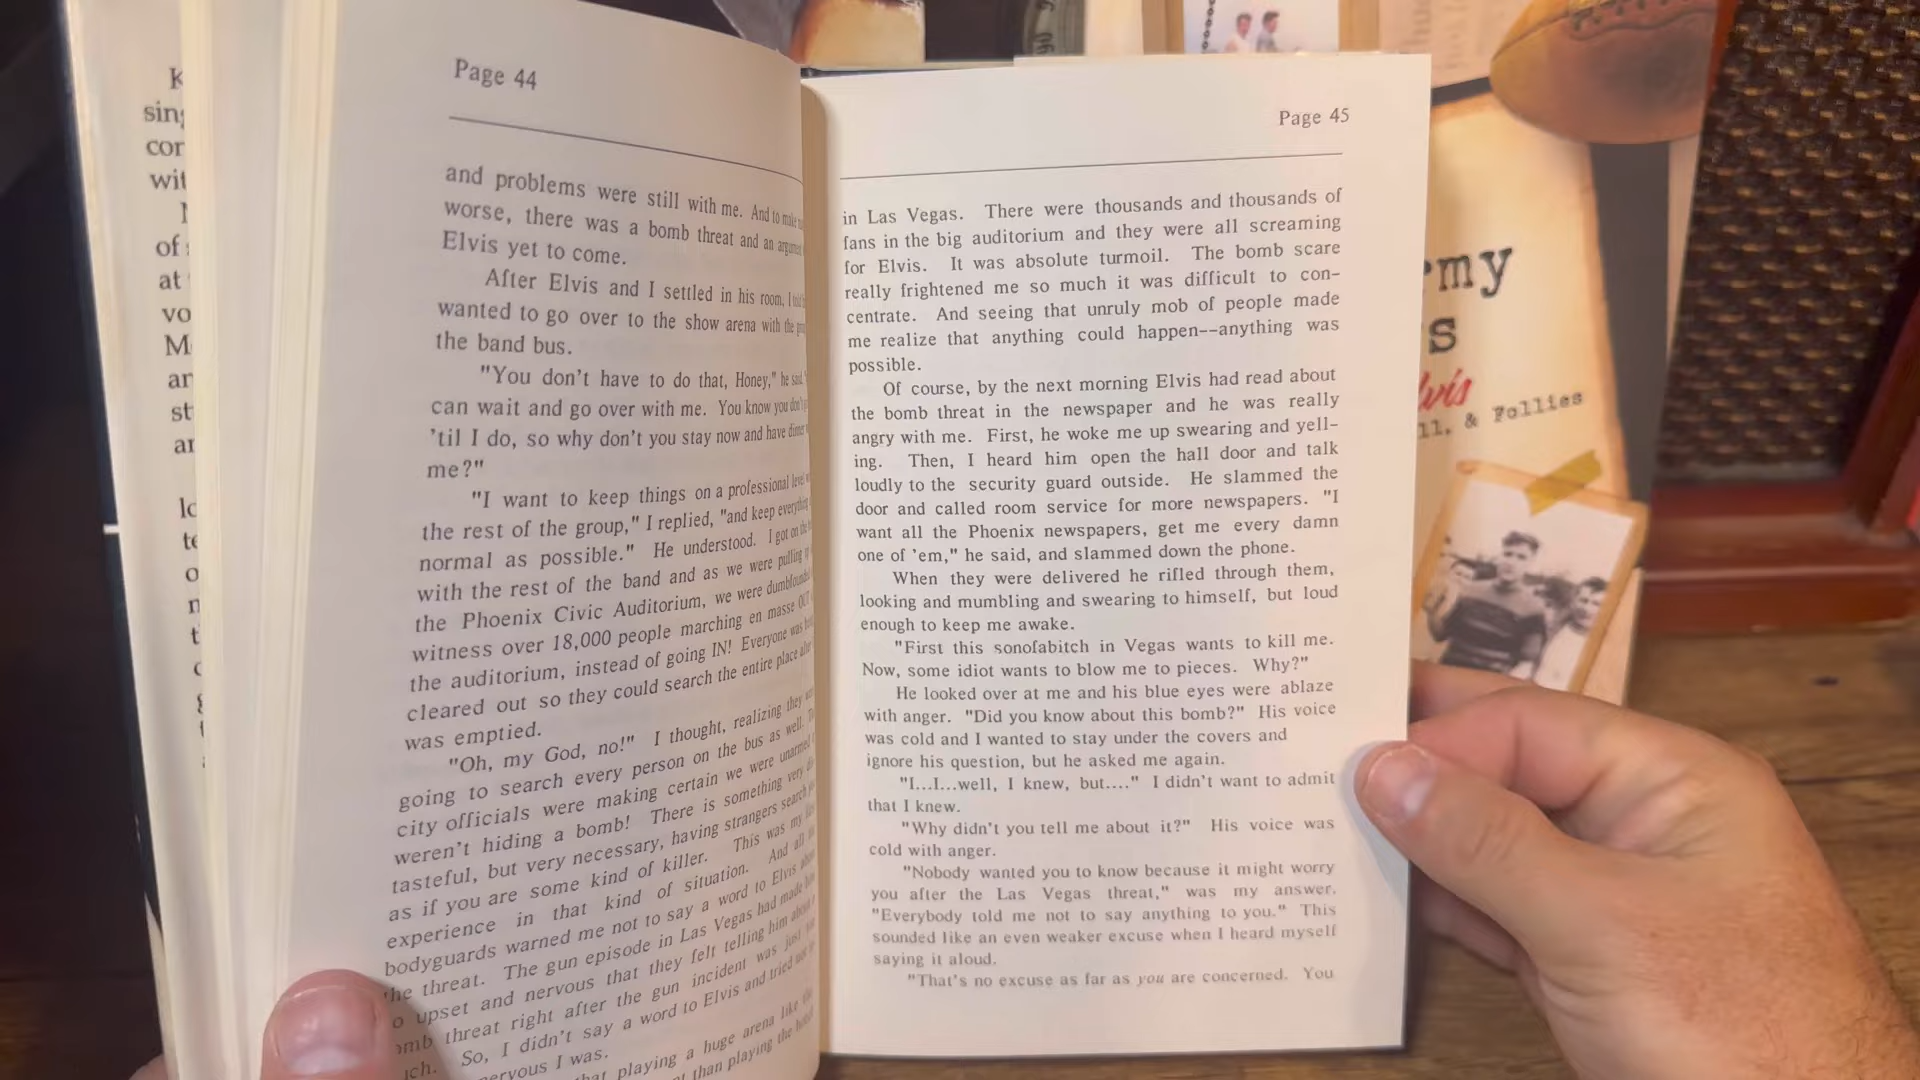 Page 44
and problems were still with me. And to make
worse, there was a bomb threat and an argument
Elvis yet to come.
After Elvis and I settled in his room, I
wanted to go over to the show arena with the
the band bus.
"You don't have to do that, Honey," he said.
can wait and go over with me. You know you don't
'til I do, so why don't you stay now and have dinner
me?"
"I want to keep things on a professional level
the rest of the group," I replied, "and keep everything
normal as possible." He understood. I got on the
with the rest of the band and as we were pulling
the Phoenix Civic Auditorium, we were dumbfounded
witness over 18,000 people marching en masse OUT
the auditorium, instead of going IN! Everyone was
cleared out so they could search the entire place
was emptied.
"Oh, my God, no!" I thought, realizing they
going to search every person on the bus as well.
city officials were making certain we were unarmed
weren't hiding a bomb! There is something very
tasteful, but very necessary, having strangers search
as if you are some kind of killer. This was my
experience in that kind of situation. And all
bodyguards warned me not to say a word to Elvis
the threat. The gun episode in Las Vegas had made
o upset and nervous that they felt telling him about
omb threat right after the gun incident was just
ch. So, I didn't say a word to Elvis and tried
nervous I was.
playing a huge arena like
than playing the
Page 45
in Las Vegas. There were thousands and thousands of
fans in the big auditorium and they were all screaming
for Elvis. It was absolute turmoil. The bomb scare
really frightened me so much it was difficult to con-
centrate. And seeing that unruly mob of people made
me realize that anything could happen--anything was
possible.
Of course, by the next morning Elvis had read about
the bomb threat in the newspaper and he was really
angry with me. First, he woke me up swearing and yell-
ing. Then, I heard him open the hall door and talk
loudly to the security guard outside. He slammed the
door and called room service for more newspapers. "I
want all the Phoenix newspapers, get me every damn
one of 'em," he said, and slammed down the phone.
When they were delivered he rifled through them,
looking and mumbling and swearing to himself, but loud
enough to keep me awake.
"First this sonofabitch in Vegas wants to kill me.
Now, some idiot wants to blow me to pieces. Why?"
He looked over at me and his blue eyes were ablaze
with anger. "Did you know about this bomb?" His voice
was cold and I wanted to stay under the covers and
ignore his question, but he asked me again.
"I...I...well, I knew, but...." I didn't want to admit
that I knew.
"Why didn't you tell me about it?" His voice was
cold with anger.
"Nobody wanted you to know because it might worry
you after the Las Vegas threat," was my answer.
"Everybody told me not to say anything to you." This
sounded like an even weaker excuse when I heard myself
saying it aloud.
"That's no excuse as far as you are concerned. You
rmy
s
lvis
ll, & Follies
K
sing
cor
wit
of
at
vo
M
ar
st
ar
lo
te
o